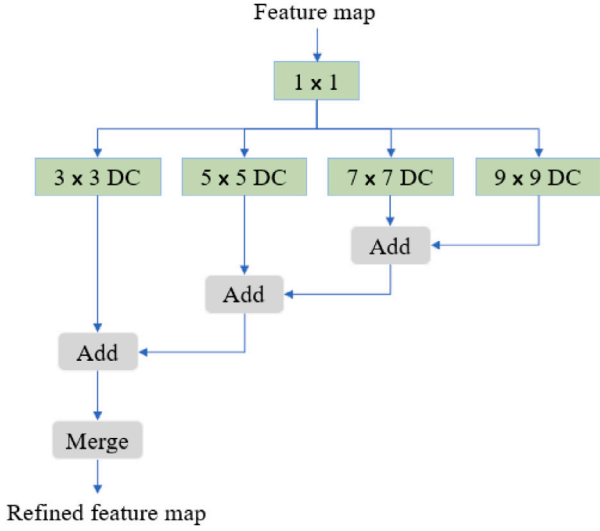 Feature map
1 x 1
3 x 3 DC
5 x 5 DC
7 x 7 DC
9 x 9 DC
Add
Add
Add
Merge
Refined feature map